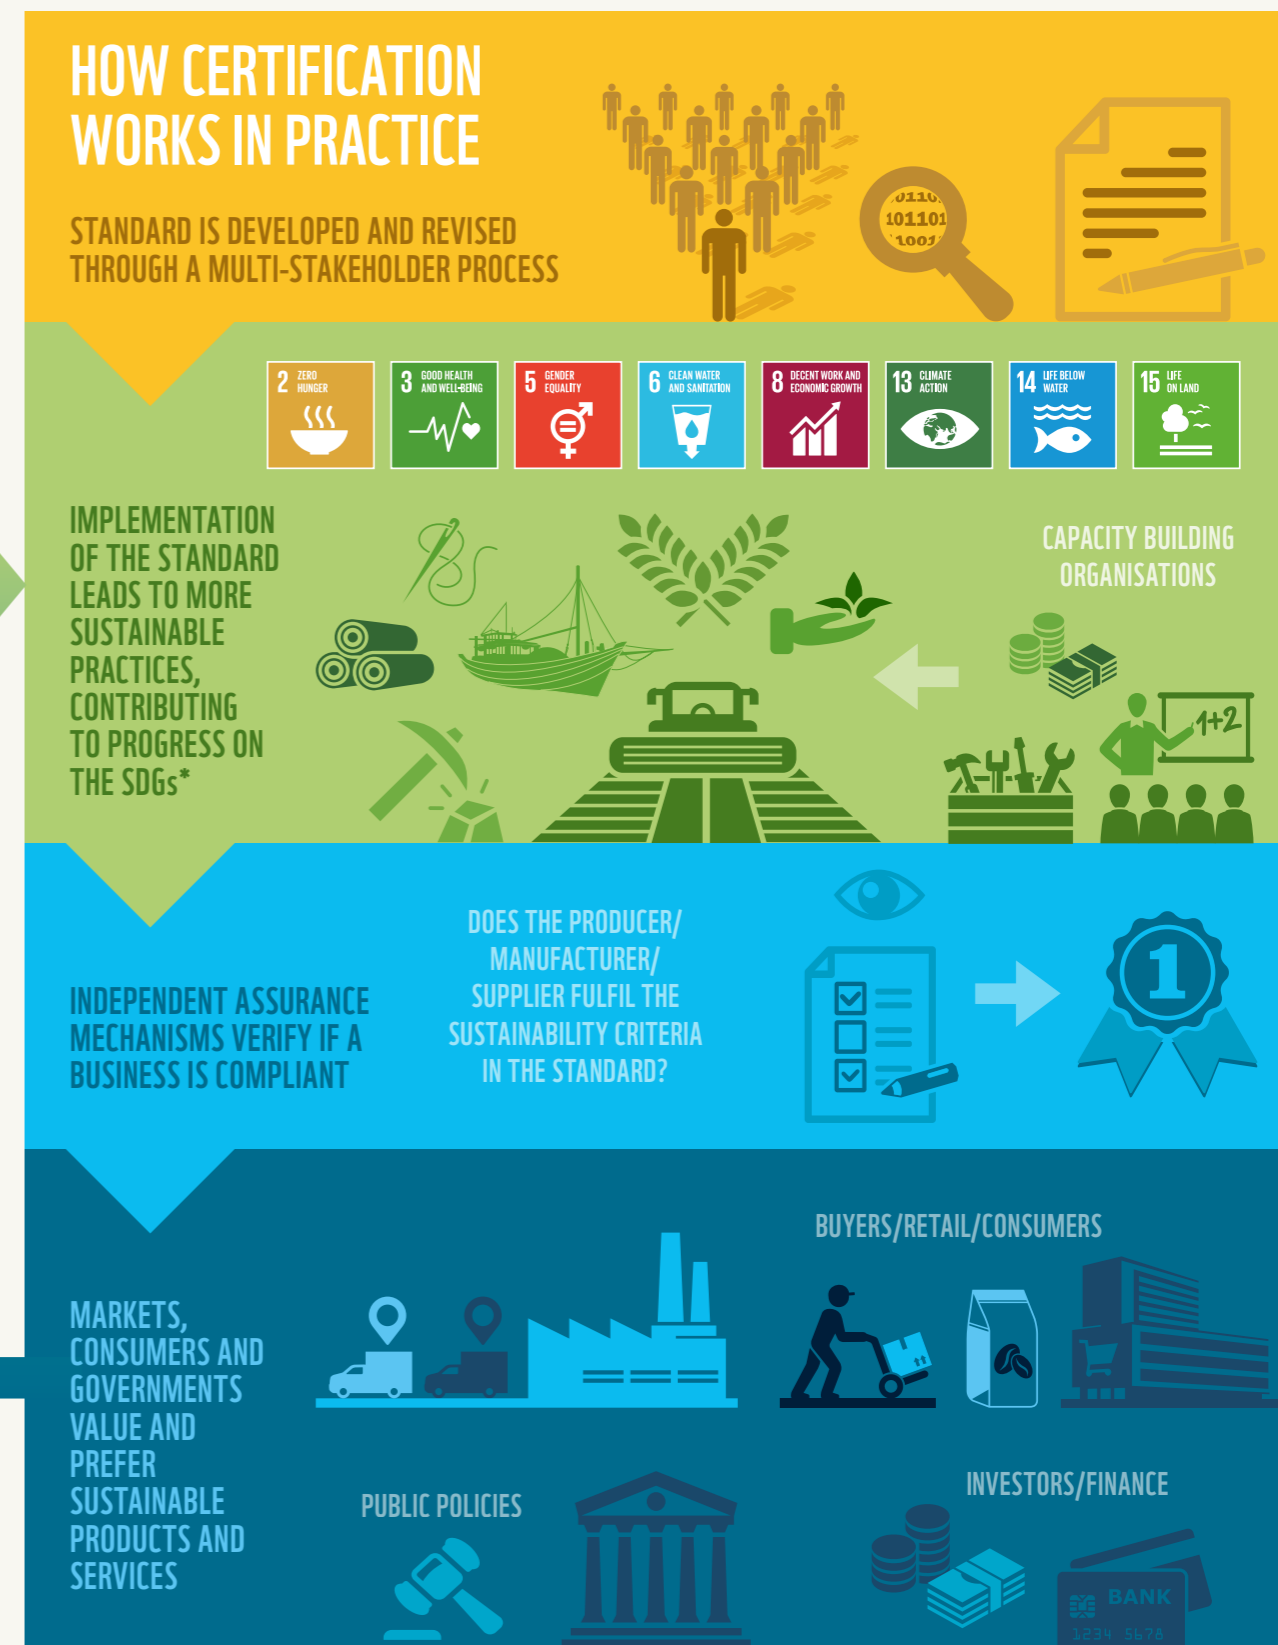 HOW CERTIFICATION
WORKS IN PRACTICE
STANDARD IS DEVELOPED AND REVISED
THROUGH A MULTI-STAKEHOLDER PROCESS
0110
101101
1001
2 ZERO
HUNGER
3 GOOD HEALTH
AND WELL-BEING
5 GENDER
EQUALITY
6 CLEAN WATER
AND SANITATION
8 DECENT WORK AND
ECONOMIC GROWTH
13 CLIMATE
ACTION
14 LIFE BELOW
WATER
15 LIFE
ON LAND
IMPLEMENTATION
OF THE STANDARD
LEADS TO MORE
SUSTAINABLE
PRACTICES,
CONTRIBUTING
TO PROGRESS ON
THE SDGs*
CAPACITY BUILDING
ORGANISATIONS
1+2
INDEPENDENT ASSURANCE
MECHANISMS VERIFY IF A
BUSINESS IS COMPLIANT
DOES THE PRODUCER/
MANUFACTURER/
SUPPLIER FULFIL THE
SUSTAINABILITY CRITERIA
IN THE STANDARD?
1
MARKETS,
CONSUMERS AND
GOVERNMENTS
VALUE AND
PREFER
SUSTAINABLE
PRODUCTS AND
SERVICES
BUYERS/RETAIL/CONSUMERS
PUBLIC POLICIES
INVESTORS/FINANCE
BANK
1234 5678